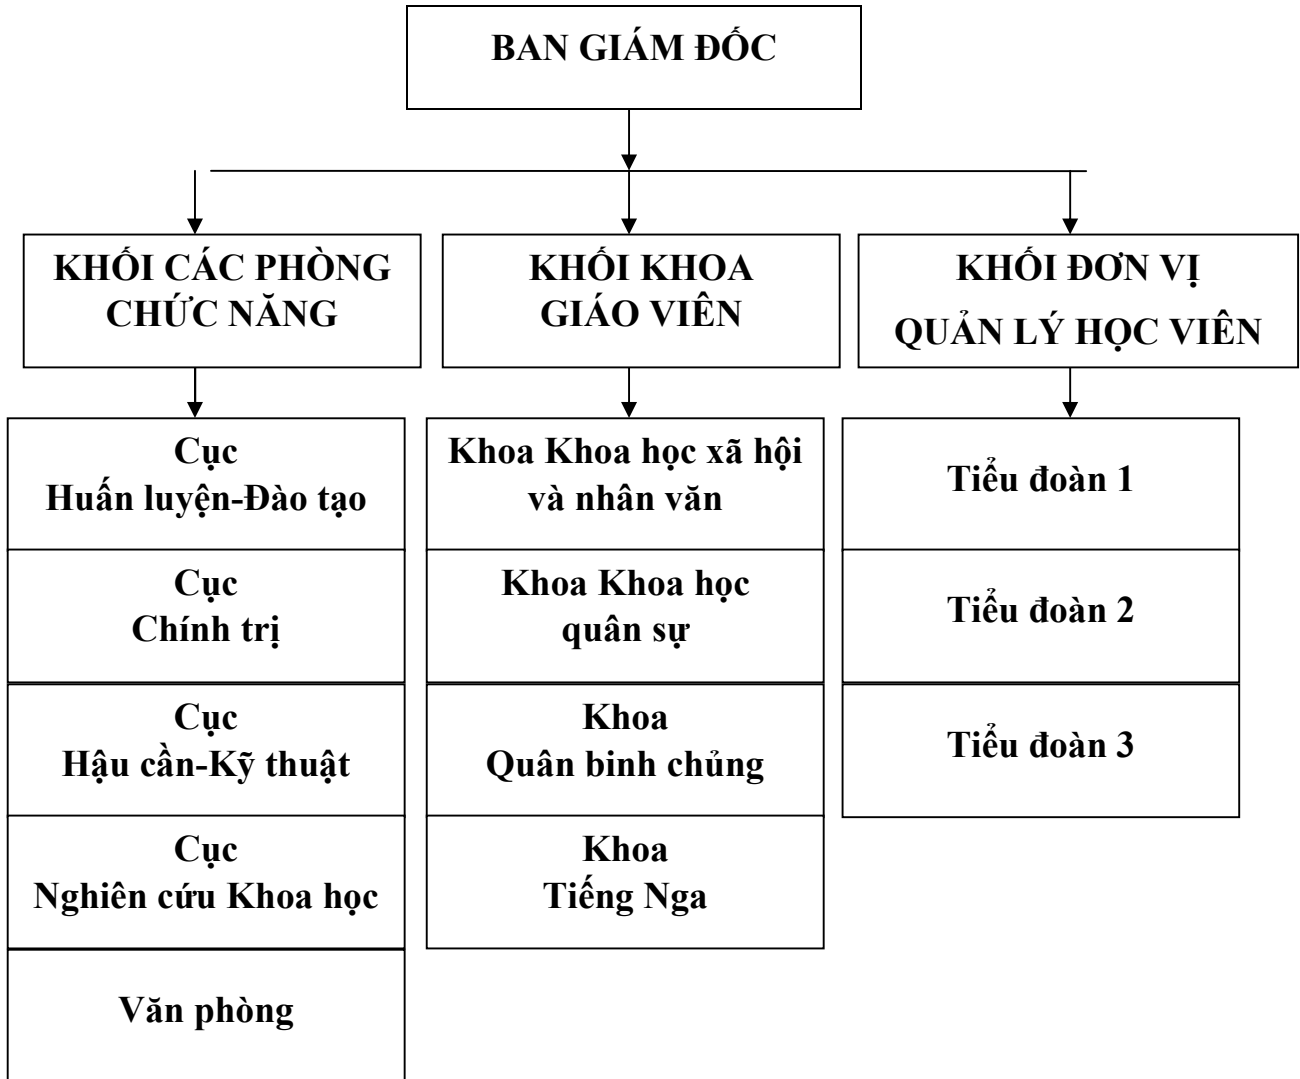 BAN GIÁM ĐỐC
KHỐI CÁC PHÒNG
CHỨC NĂNG
KHỐI KHOA
GIÁO VIÊN
KHỐI ĐƠN VỊ
QUẢN LÝ HỌC VIÊN
Cục
Huấn luyện-Đào tạo
Cục
Chính trị
Cục
Hậu cần-Kỹ thuật
Cục
Nghiên cứu Khoa học
Văn phòng
Khoa Khoa học xã hội
và nhân văn
Khoa Khoa học
quân sự
Khoa
Quân binh chủng
Khoa
Tiếng Nga
Tiểu đoàn 1
Tiểu đoàn 2
Tiểu đoàn 3